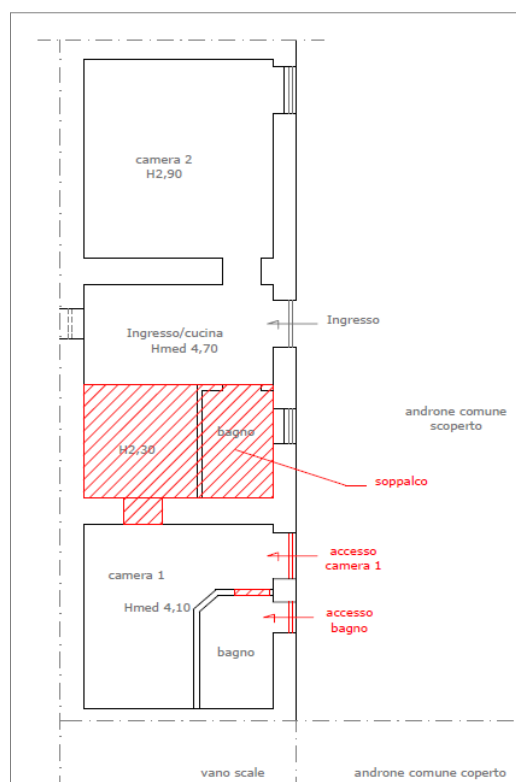 camera 2
H2,90
Ingresso
Ingresso/cucina
Hmed 4,70
androne comune
scoperto
bagno
H2,30
soppalco
accesso
camera 1
camera 1
Hmed 4,10
accesso
bagno
bagno
vano scale
androne comune coperto